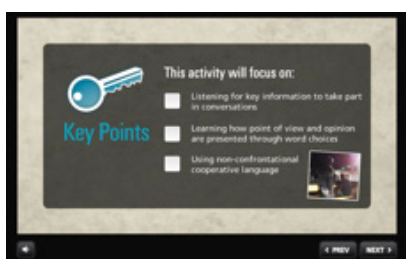 This activity will focus on:
Key Points
Listening for key information to take part
in conversations
Learning how point of view and opinion
are presented through word choices
Using non-confrontational
cooperative language
PREV
NEXT